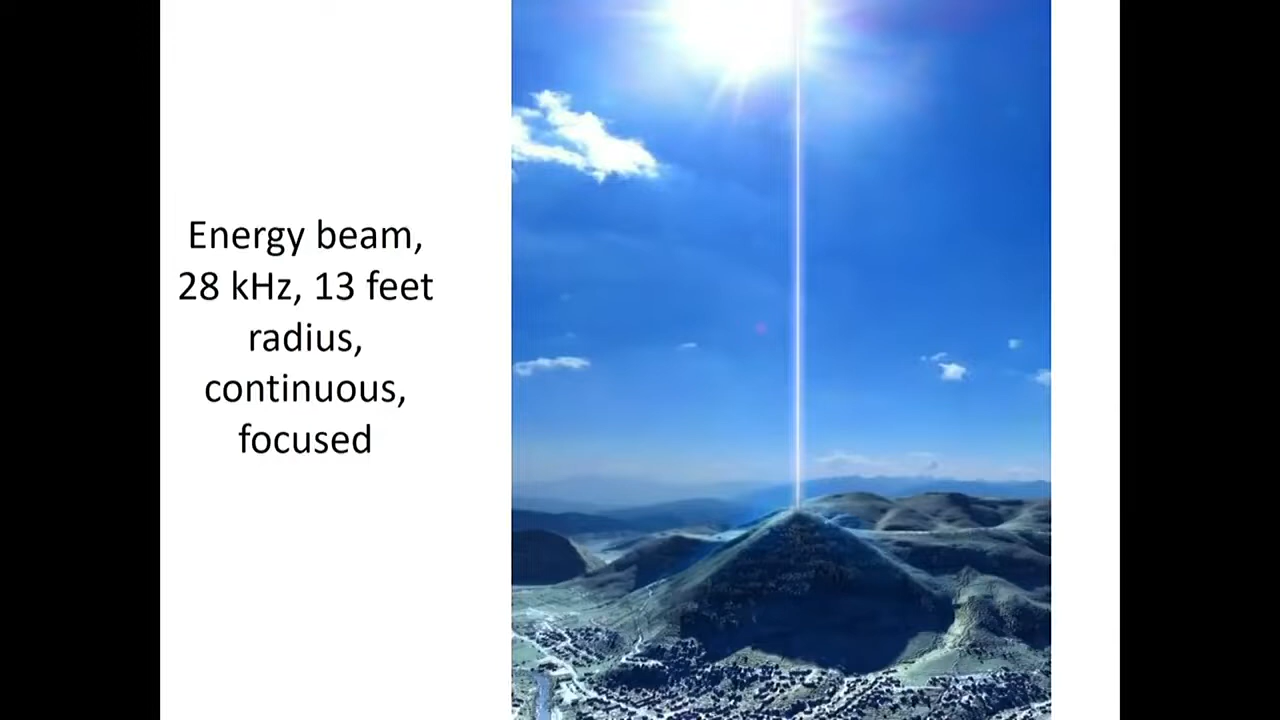 Energy beam,
28 kHz, 13 feet
radius,
continuous,
focused